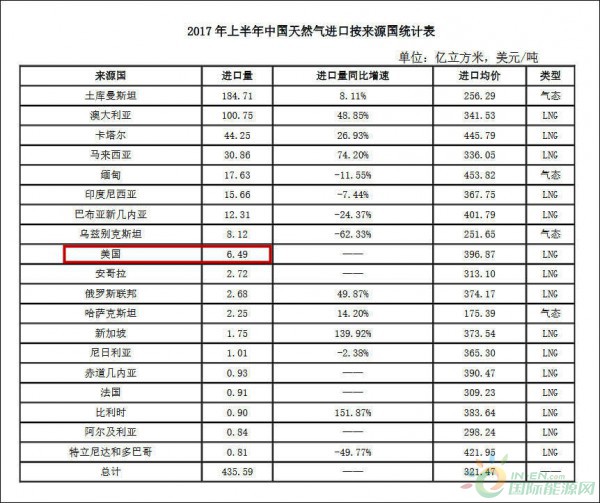 2017 年上半年中国天然气进口按来源国统计表
单位：亿立方米，美元/吨
来源国 进口量 进口量同比增速 进口均价 类型
土库曼斯坦 184.71 8.11% 256.29 气态
澳大利亚 100.75 48.85% 341.53 LNG
卡塔尔 44.25 26.93% 445.79 LNG
马来西亚 30.86 74.20% 336.05 LNG
缅甸 17.63 -11.55% 453.82 气态
印度尼西亚 15.66 -7.44% 367.75 LNG
巴布亚新几内亚 12.31 -24.37% 401.79 LNG
乌兹别克斯坦 8.12 -62.33% 251.65 气态
美国 6.49 —— 396.87 LNG
安哥拉 2.72 —— 313.10 LNG
俄罗斯联邦 2.68 49.87% 374.17 LNG
哈萨克斯坦 2.25 14.20% 175.39 气态
新加坡 1.75 139.92% 373.54 LNG
尼日利亚 1.01 -2.38% 365.30 LNG
赤道几内亚 0.93 —— 390.47 LNG
法国 0.91 —— 309.23 LNG
比利时 0.90 151.87% 383.64 LNG
阿尔及利亚 0.84 —— 298.24 LNG
特立尼达和多巴哥 0.81 -49.77% 421.95 LNG
总计 435.59 —— 321.47 ——
IN-EN.com
国际能源网